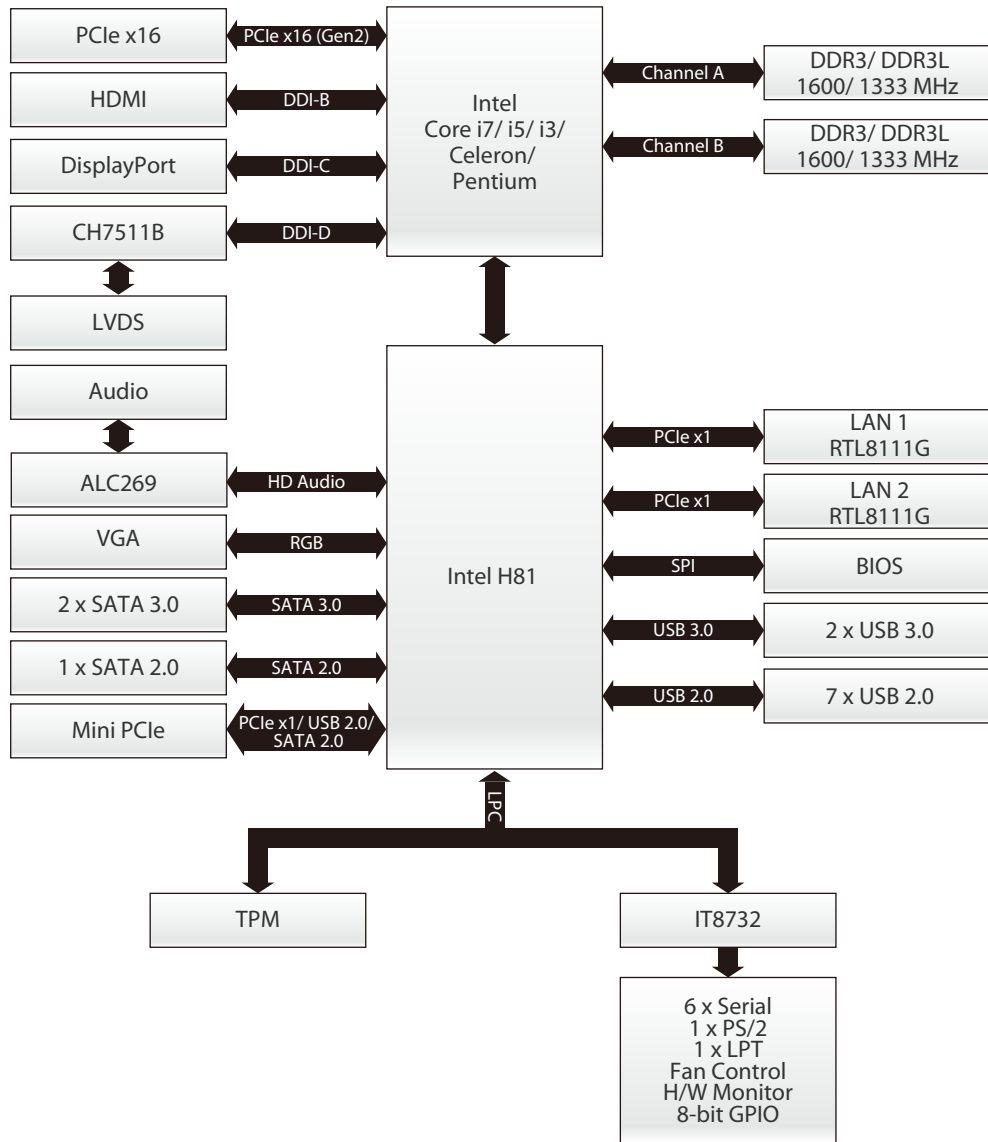 PCIe x16
PCIe x16 (Gen2)
HDMI
DDI-B
DisplayPort
DDI-C
CH7511B
DDI-D
LVDS
Intel
Core i7/ i5/ i3/
Celeron/
Pentium
Channel A
DDR3/ DDR3L
1600/ 1333 MHz
Channel B
DDR3/ DDR3L
1600/ 1333 MHz
Audio
ALC269
HD Audio
VGA
RGB
2 x SATA 3.0
SATA 3.0
1 x SATA 2.0
SATA 2.0
Mini PCIe
PCIe x1/ USB 2.0/
SATA 2.0
Intel H81
PCIe x1
LAN 1
RTL8111G
PCIe x1
LAN 2
RTL8111G
SPI
BIOS
USB 3.0
2 x USB 3.0
USB 2.0
7 x USB 2.0
LPC
TPM
IT8732
6 x Serial
1 x PS/2
1 x LPT
Fan Control
H/W Monitor
8-bit GPIO